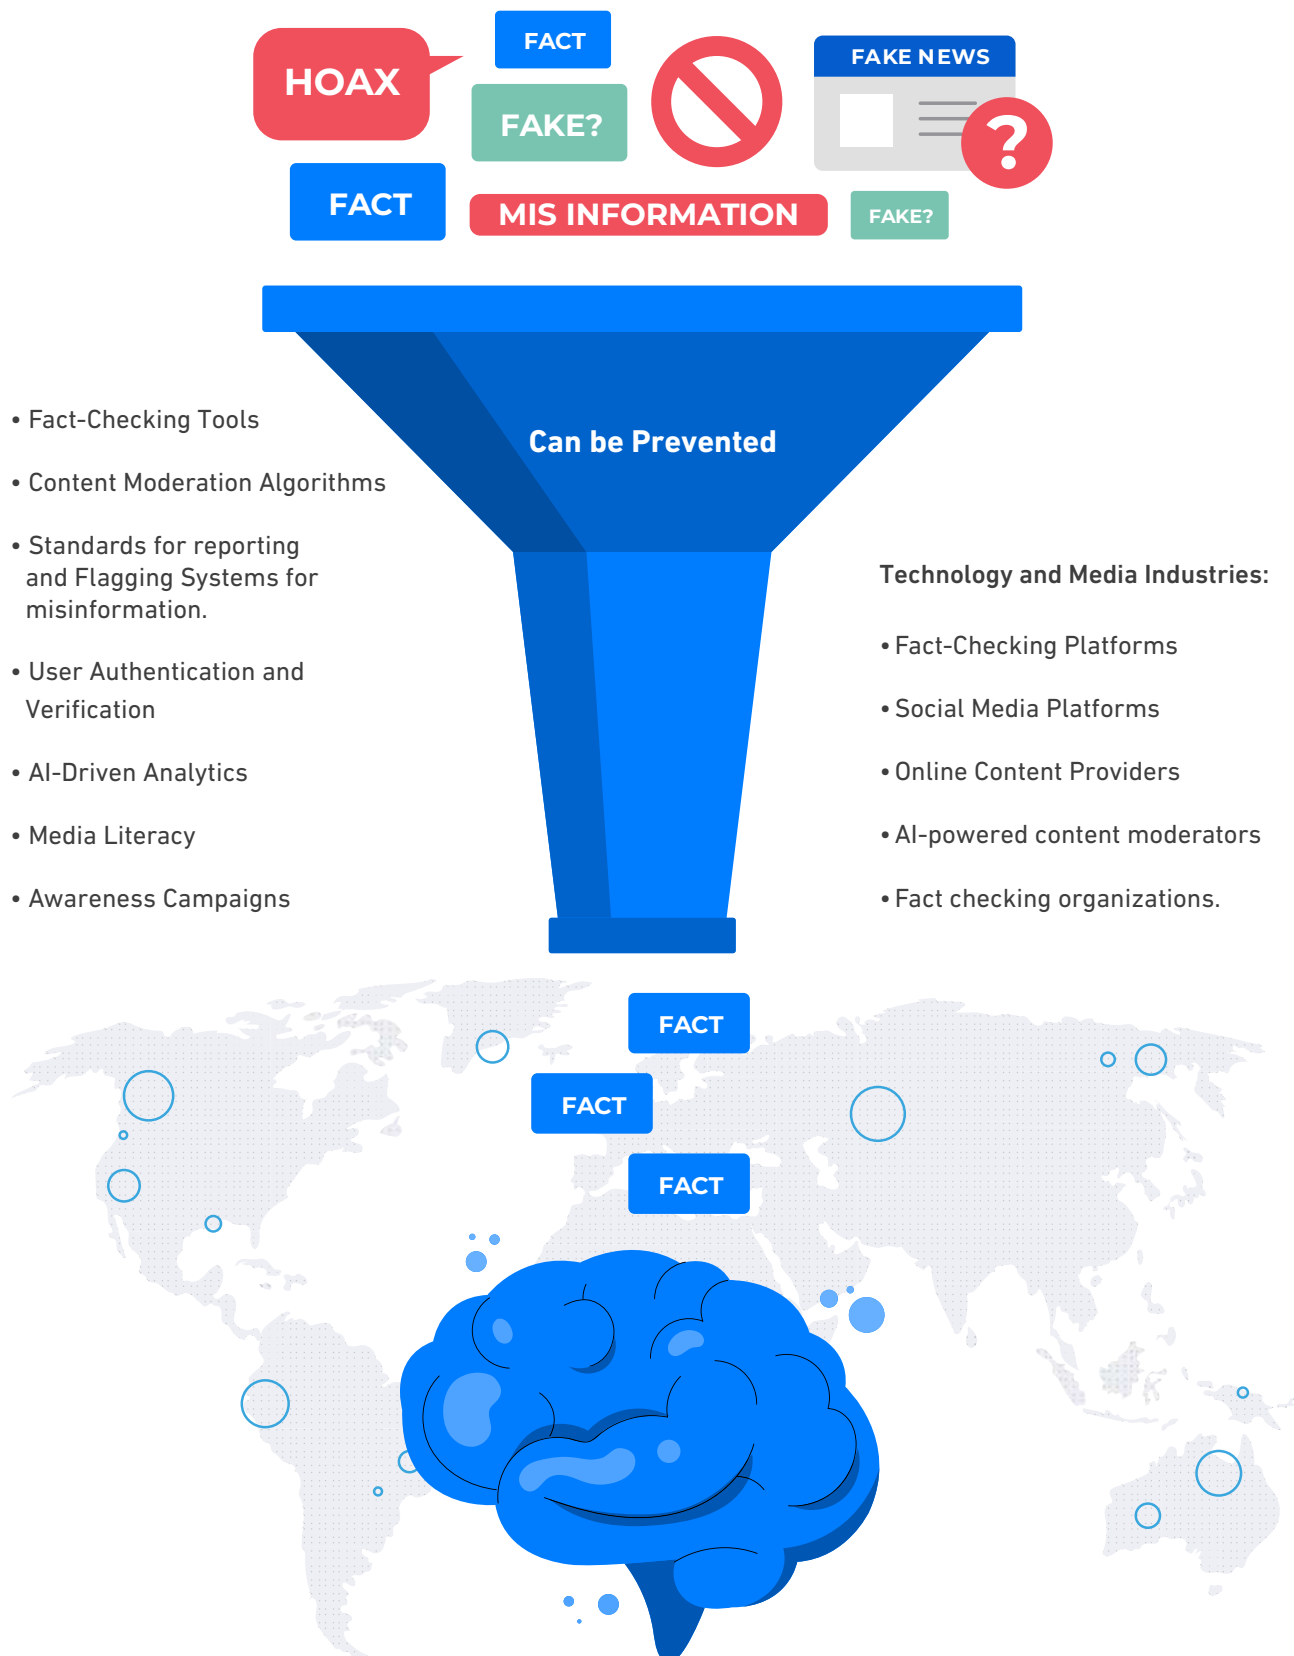 HOAX
FACT
FAKE?
FAKE NEWS
?
FACT
MIS INFORMATION
FAKE?
Can be Prevented
• Fact-Checking Tools
• Content Moderation Algorithms
• Standards for reporting
and Flagging Systems for
misinformation.
• User Authentication and
Verification
• AI-Driven Analytics
• Media Literacy
• Awareness Campaigns
Technology and Media Industries:
• Fact-Checking Platforms
• Social Media Platforms
• Online Content Providers
• AI-powered content moderators
• Fact checking organizations.
FACT
FACT
FACT